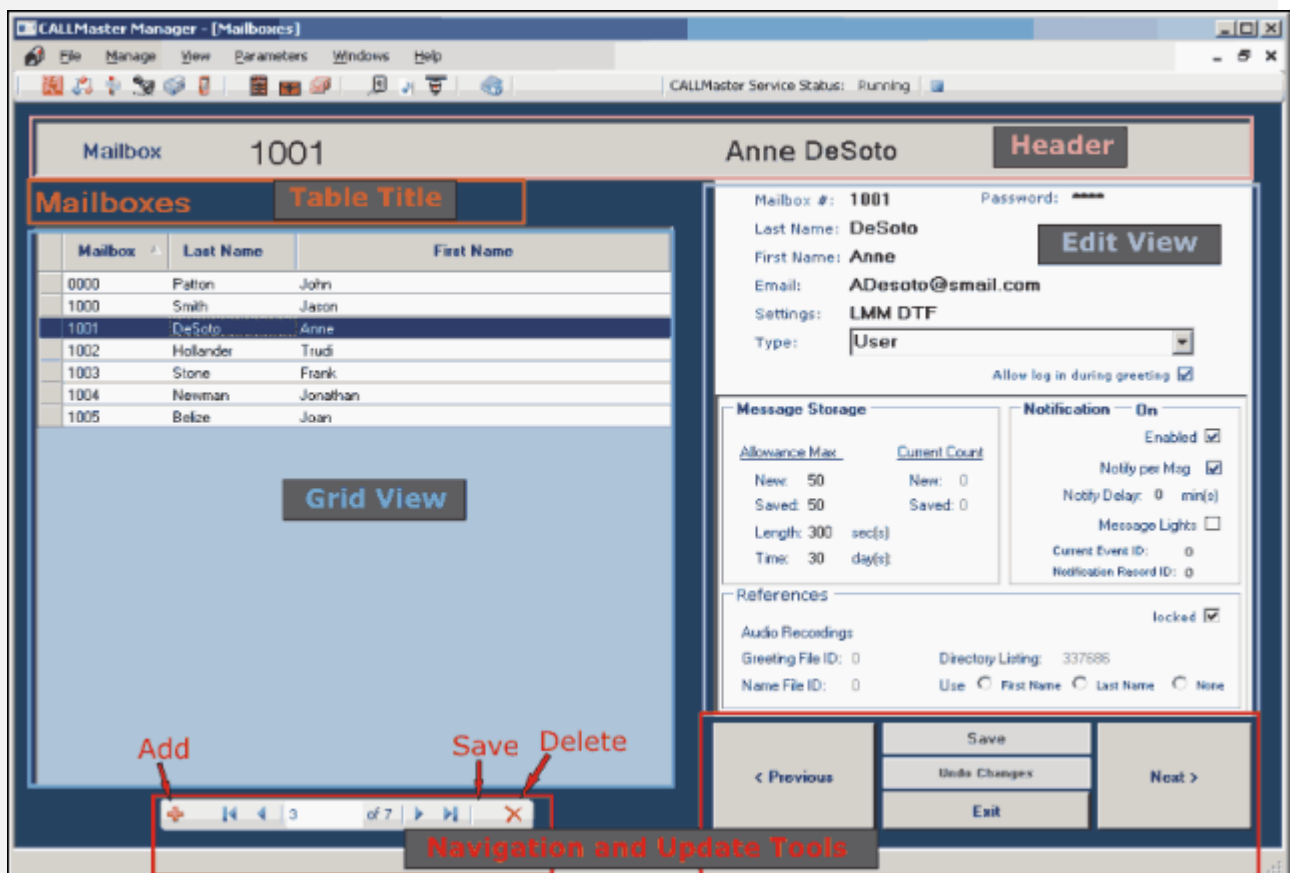 CALLMaster Manager - [Mailboxes]
File Manage View Parameters Windows Help
CALLMaster Service Status: Running
Mailbox 1001 Anne DeSoto Header
Mailboxes Table Title
Mailbox Last Name First Name
0000 Patton John
1000 Smith Jason
1001 DeSoto Anne
1002 Hollander Trudi
1003 Stone Frank
1004 Newman Jonathan
1005 Belize Joan
Grid View
Add
Save
Delete
3 of 7
Mailbox #: 1001 Password: ****
Last Name: DeSoto
Edit View
First Name: Anne
Email: ADesoto@smail.com
Settings: LMM DTF
Type: User
Allow log in during greeting
Message Storage
Allowance Max Current Count
New: 50 New: 0
Saved: 50 Saved: 0
Length: 300 sec(s)
Time: 30 day(s)
Notification On
Enabled
Notify per Msg
Notify Delay: 0 min(s)
Message Lights
Current Event ID: 0
Notification Record ID: 0
References
locked
Audio Recordings
Greeting File ID: 0 Directory Listing: 337686
Name File ID: 0 Use First Name Last Name None
< Previous
Save
Undo Changes
Exit
Next >
Navigation and Update Tools